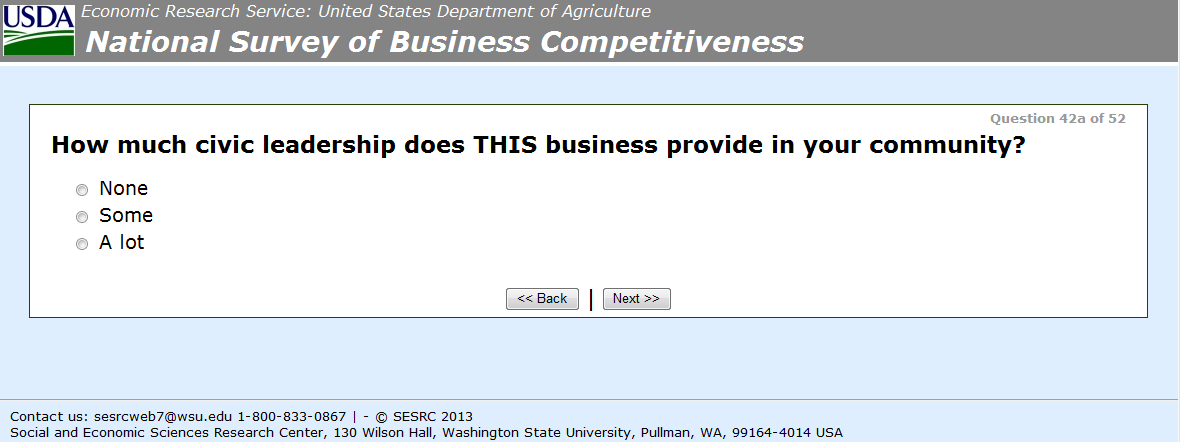 USDA
Economic Research Service: United States Department of Agriculture
National Survey of Business Competitiveness
Question 42a of 52
How much civic leadership does THIS business provide in your community?
None
Some
A lot
<< Back | Next >>
Contact us: sesrcweb7@wsu.edu 1-800-833-0867 | - © SESRC 2013
Social and Economic Sciences Research Center, 130 Wilson Hall, Washington State University, Pullman, WA, 99164-4014 USA